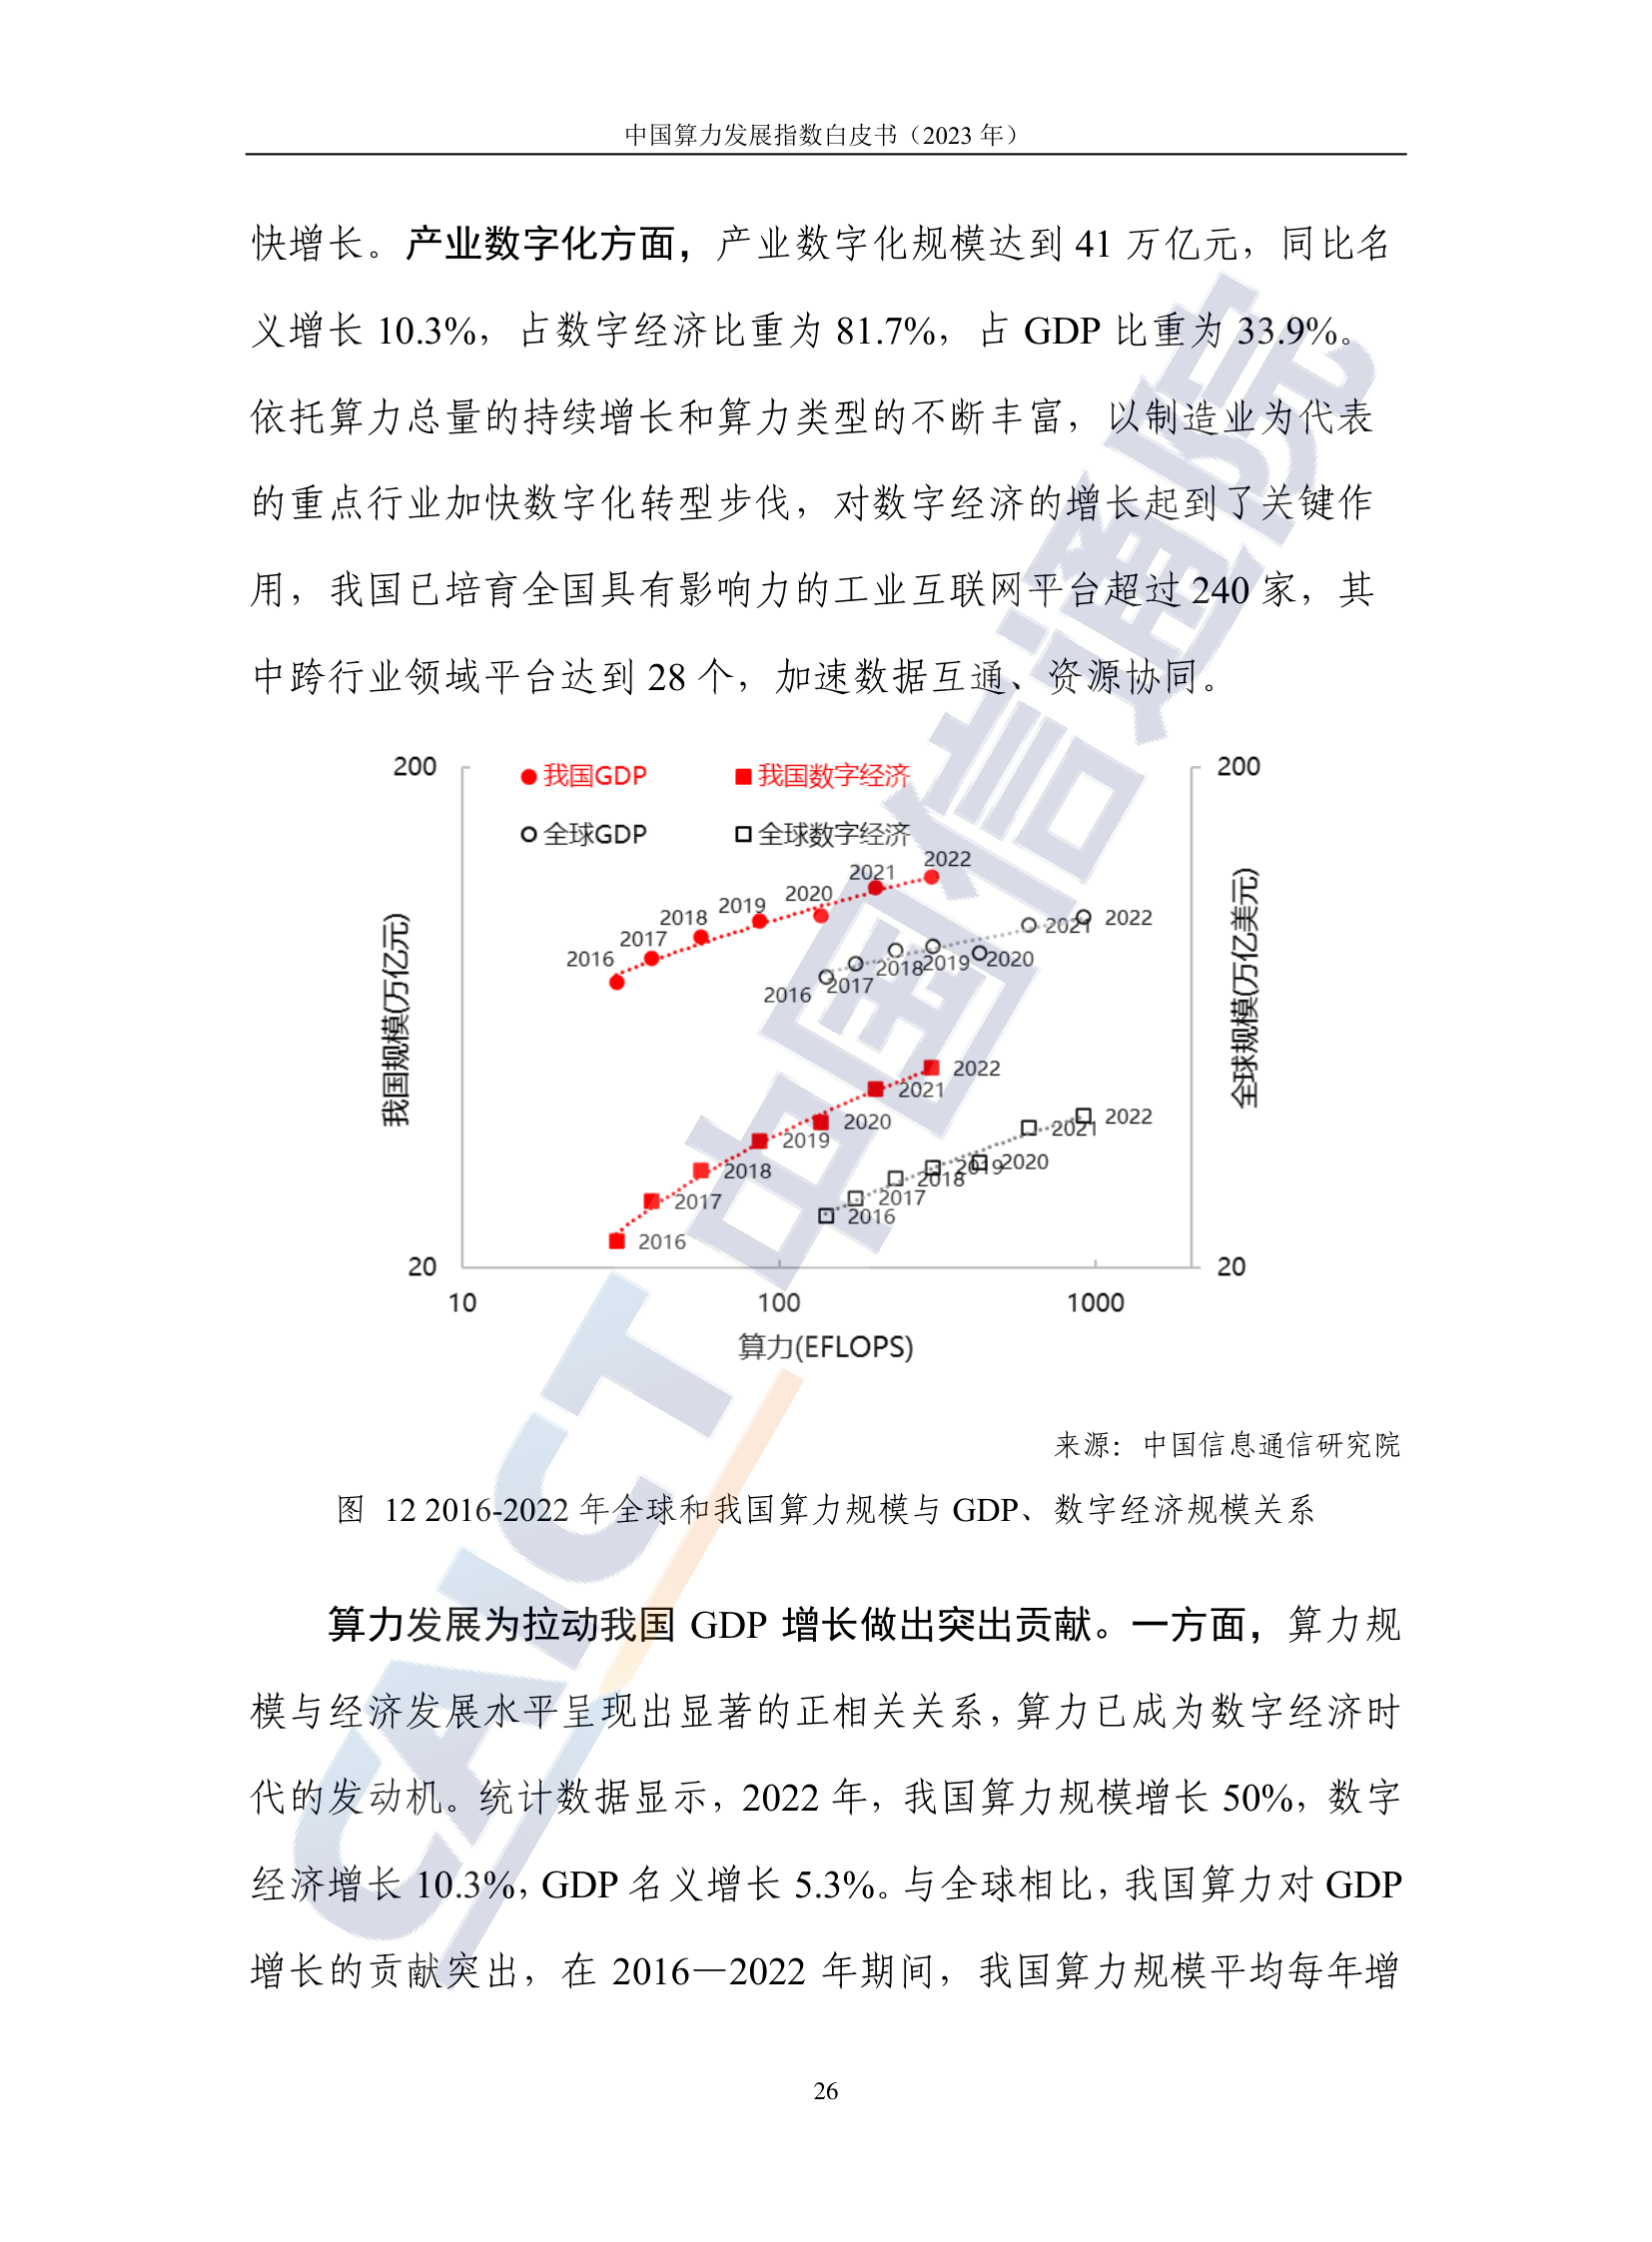 中国算力发展指数白皮书（2023 年）
快增长。产业数字化方面，产业数字化规模达到 41 万亿元，同比名
义增长 10.3%，占数字经济比重为 81.7%，占 GDP 比重为 33.9%。
依托算力总量的持续增长和算力类型的不断丰富，以制造业为代表
的重点行业加快数字化转型步伐，对数字经济的增长起到了关键作
用，我国已培育全国具有影响力的工业互联网平台超过 240 家，其
中跨行业领域平台达到 28 个，加速数据互通、资源协同。
200
我国GDP 我国数字经济
200
全球GDP 全球数字经济
2022
2021
2020
2019
2018
2017
2016
2021 2022
2016 2017 2018 2019 2020
我国规模(万亿元)
全球规模(万亿美元)
2022
2021
2020
2019
2018
2017
2016
2021 2022
2019 2020
2018
2017
2016
20
20
10 100 1000
算力(EFLOPS)
来源：中国信息通信研究院
图 12 2016-2022 年全球和我国算力规模与 GDP、数字经济规模关系
算力发展为拉动我国 GDP 增长做出突出贡献。一方面，算力规
模与经济发展水平呈现出显著的正相关关系，算力已成为数字经济时
代的发动机。统计数据显示，2022 年，我国算力规模增长 50%，数字
经济增长 10.3%，GDP 名义增长 5.3%。与全球相比，我国算力对 GDP
增长的贡献突出，在 2016—2022 年期间，我国算力规模平均每年增
26
CAICT 中国信通院